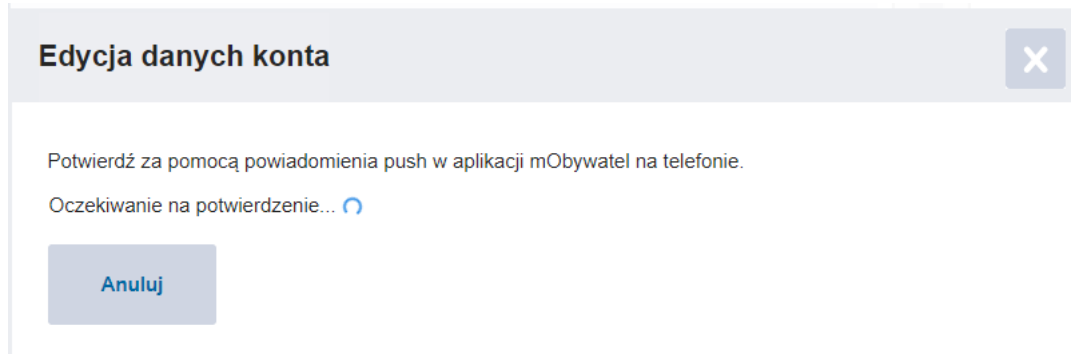 Edycja danych konta
Potwierdź za pomocą powiadomienia push w aplikacji mObywatel na telefonie.
Oczekiwanie na potwierdzenie...
Anuluj